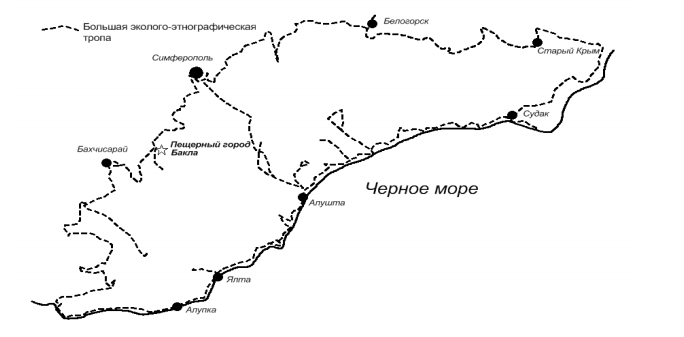 Большая эколого-этнографическая
тропа
Белогорск
Старый Крым
Симферополь
Судак
Бахчисарай
Пещерный город
Бакла
Черное море
Алушта
Ялта
Алупка